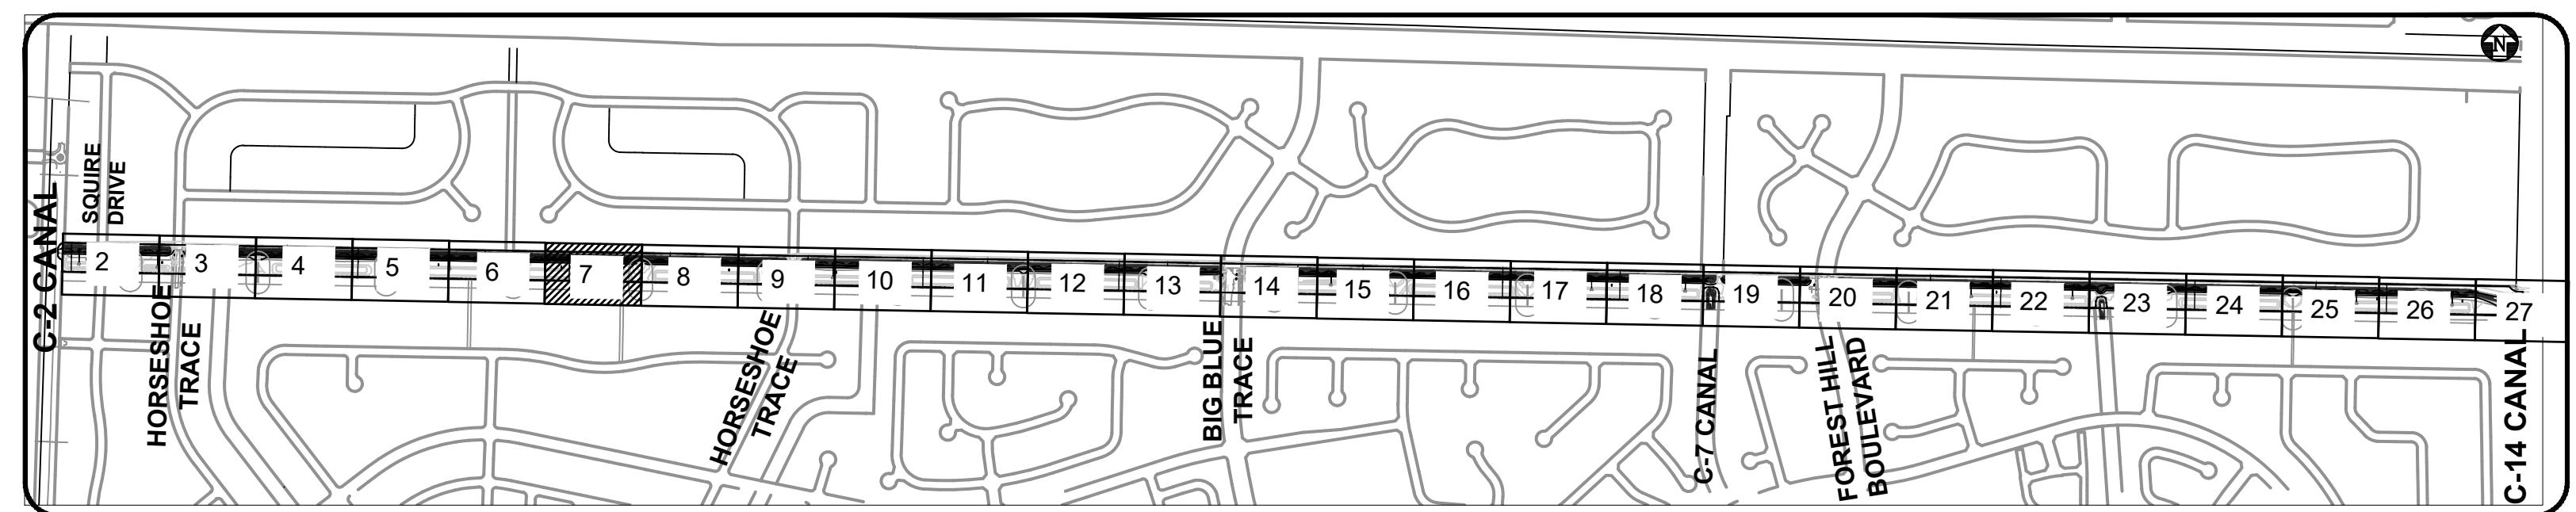 N
SQUIRE
DRIVE
C-2 CANAL
2 3 4 5 6 7 8 9 10 11 12 13 14 15 16 17 18 19 20 21 22 23 24 25 26 27
HORSESHOE
TRACE
HORSESHOE
TRACE
BIG BLUE
TRACE
C-7 CANAL
FOREST HILL
BOULEVARD
C-14 CANAL